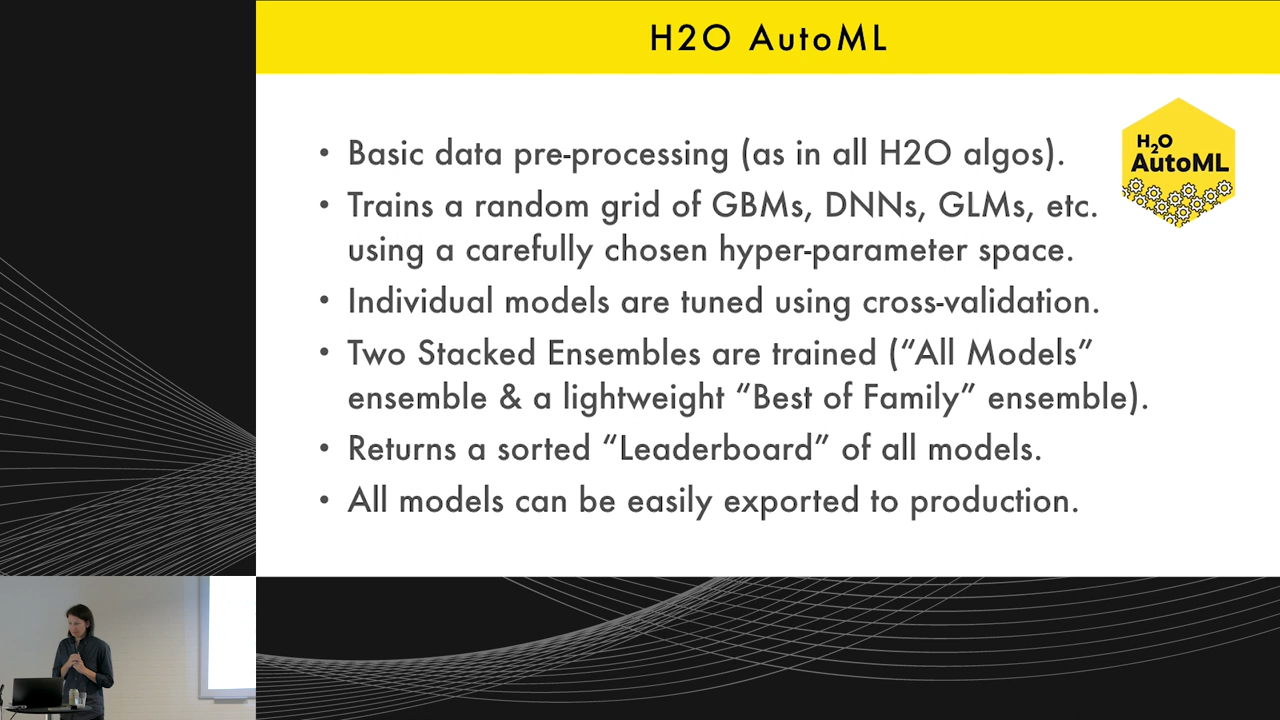 H2O AutoML
• Basic data pre-processing (as in all H2O algos).
• Trains a random grid of GBMs, DNNs, GLMs, etc.
using a carefully chosen hyper-parameter space.
• Individual models are tuned using cross-validation.
• Two Stacked Ensembles are trained (“All Models”
ensemble & a lightweight “Best of Family” ensemble).
• Returns a sorted “Leaderboard” of all models.
• All models can be easily exported to production.
H2O
AutoML